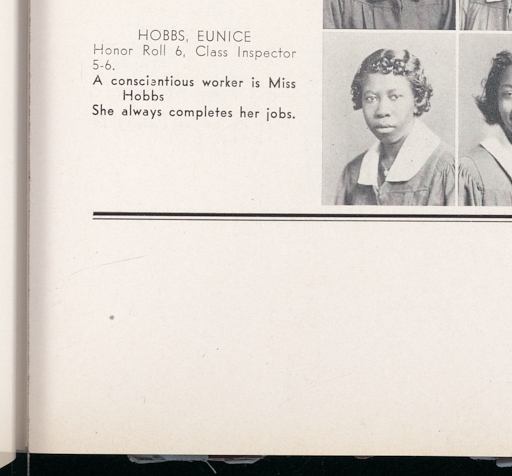 HOBBS, EUNICE
Honor Roll 6, Class Inspector
5-6.
A conscientious worker is Miss
Hobbs
She always completes her jobs.